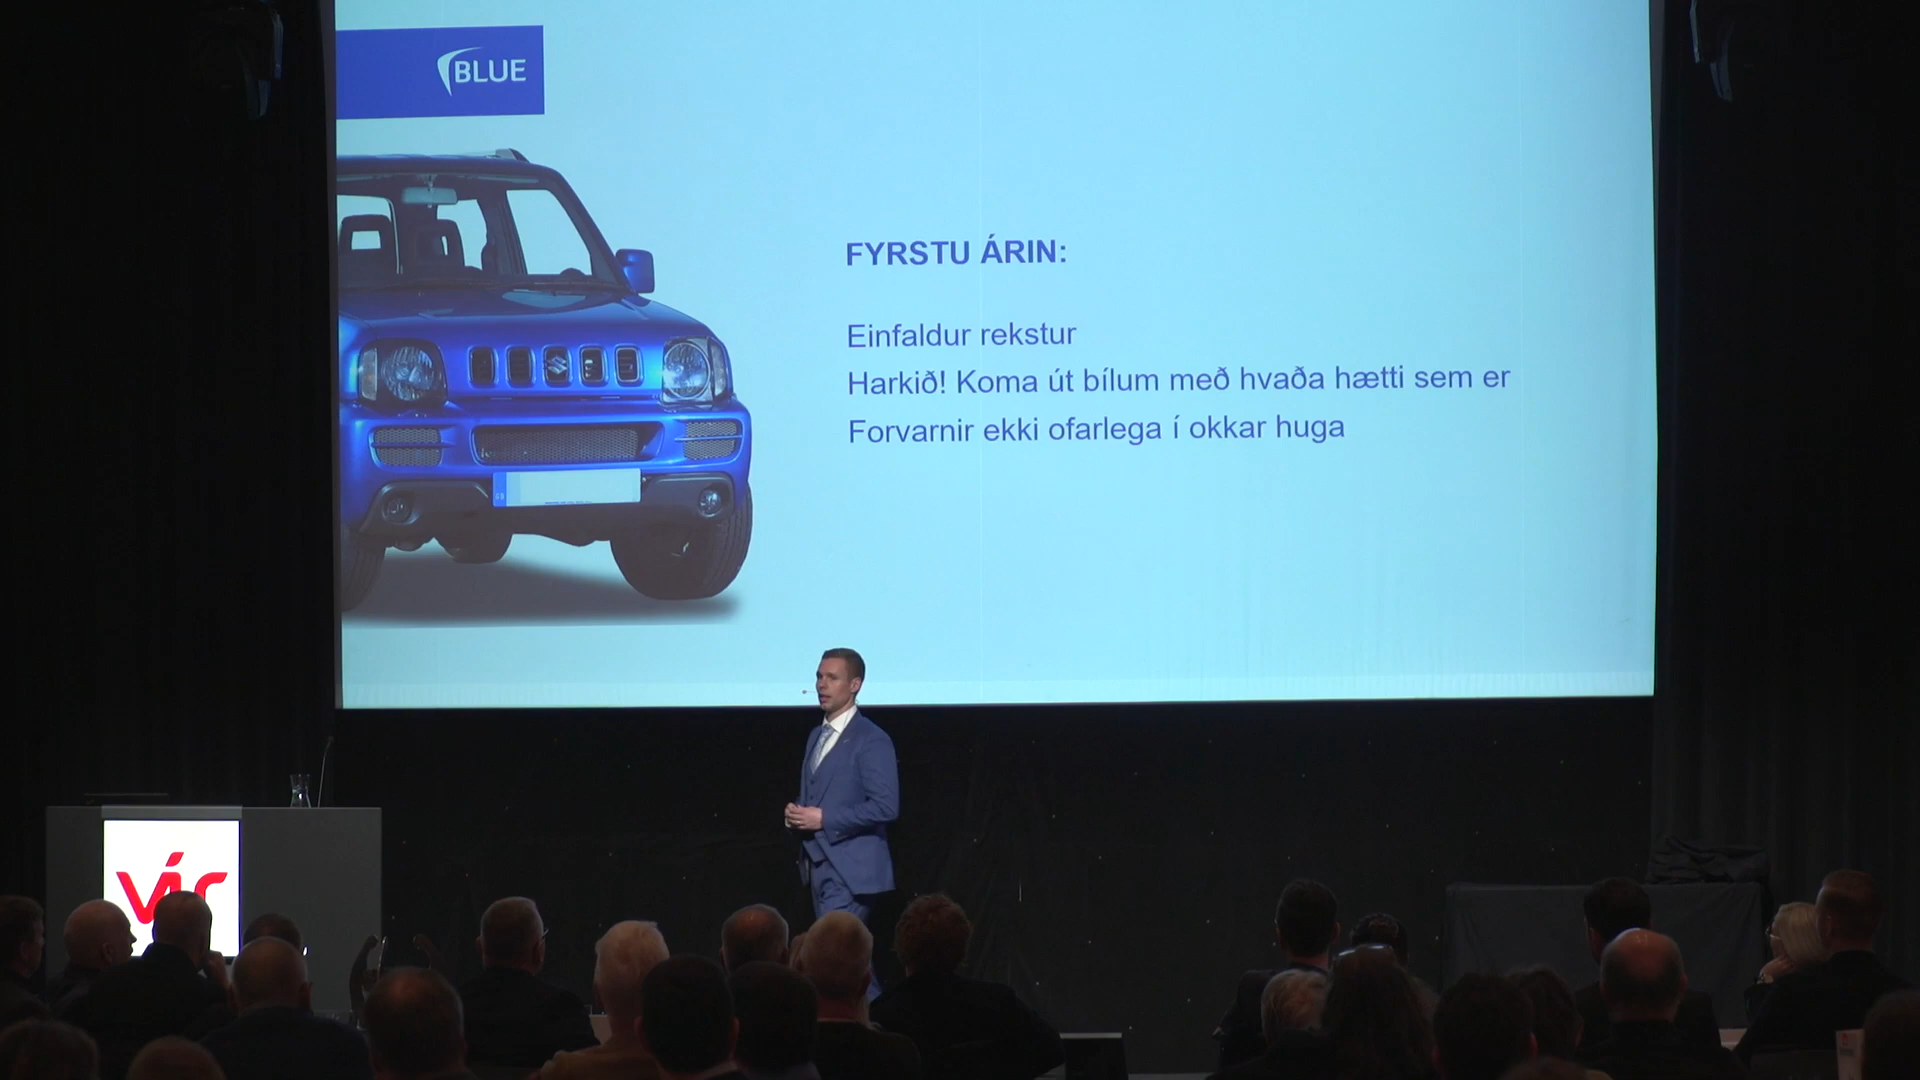 BLUE
FYRSTU ÁRIN:
Einfaldur rekstur
Harkið! Koma út bílum með hvaða hætti sem er
Forvarnir ekki ofarlega í okkar huga
vís